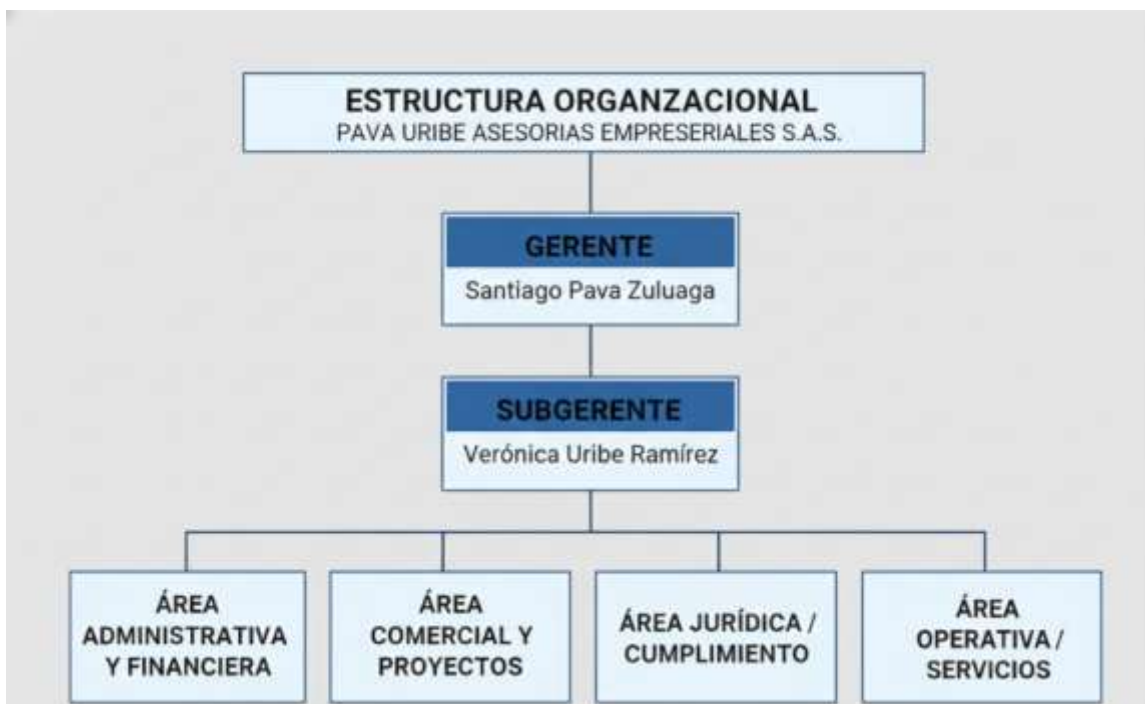 ESTRUCTURA ORGANZACIONAL
PAVA URIBE ASESORIAS EMPRESERIALES S.A.S.
GERENTE
Santiago Pava Zuluaga
SUBGERENTE
Verónica Uribe Ramírez
ÁREA
ADMINISTRATIVA
Y FINANCIERA
ÁREA
COMERCIAL Y
PROYECTOS
ÁREA JURÍDICA /
CUMPLIMIENTO
ÁREA
OPERATIVA /
SERVICIOS